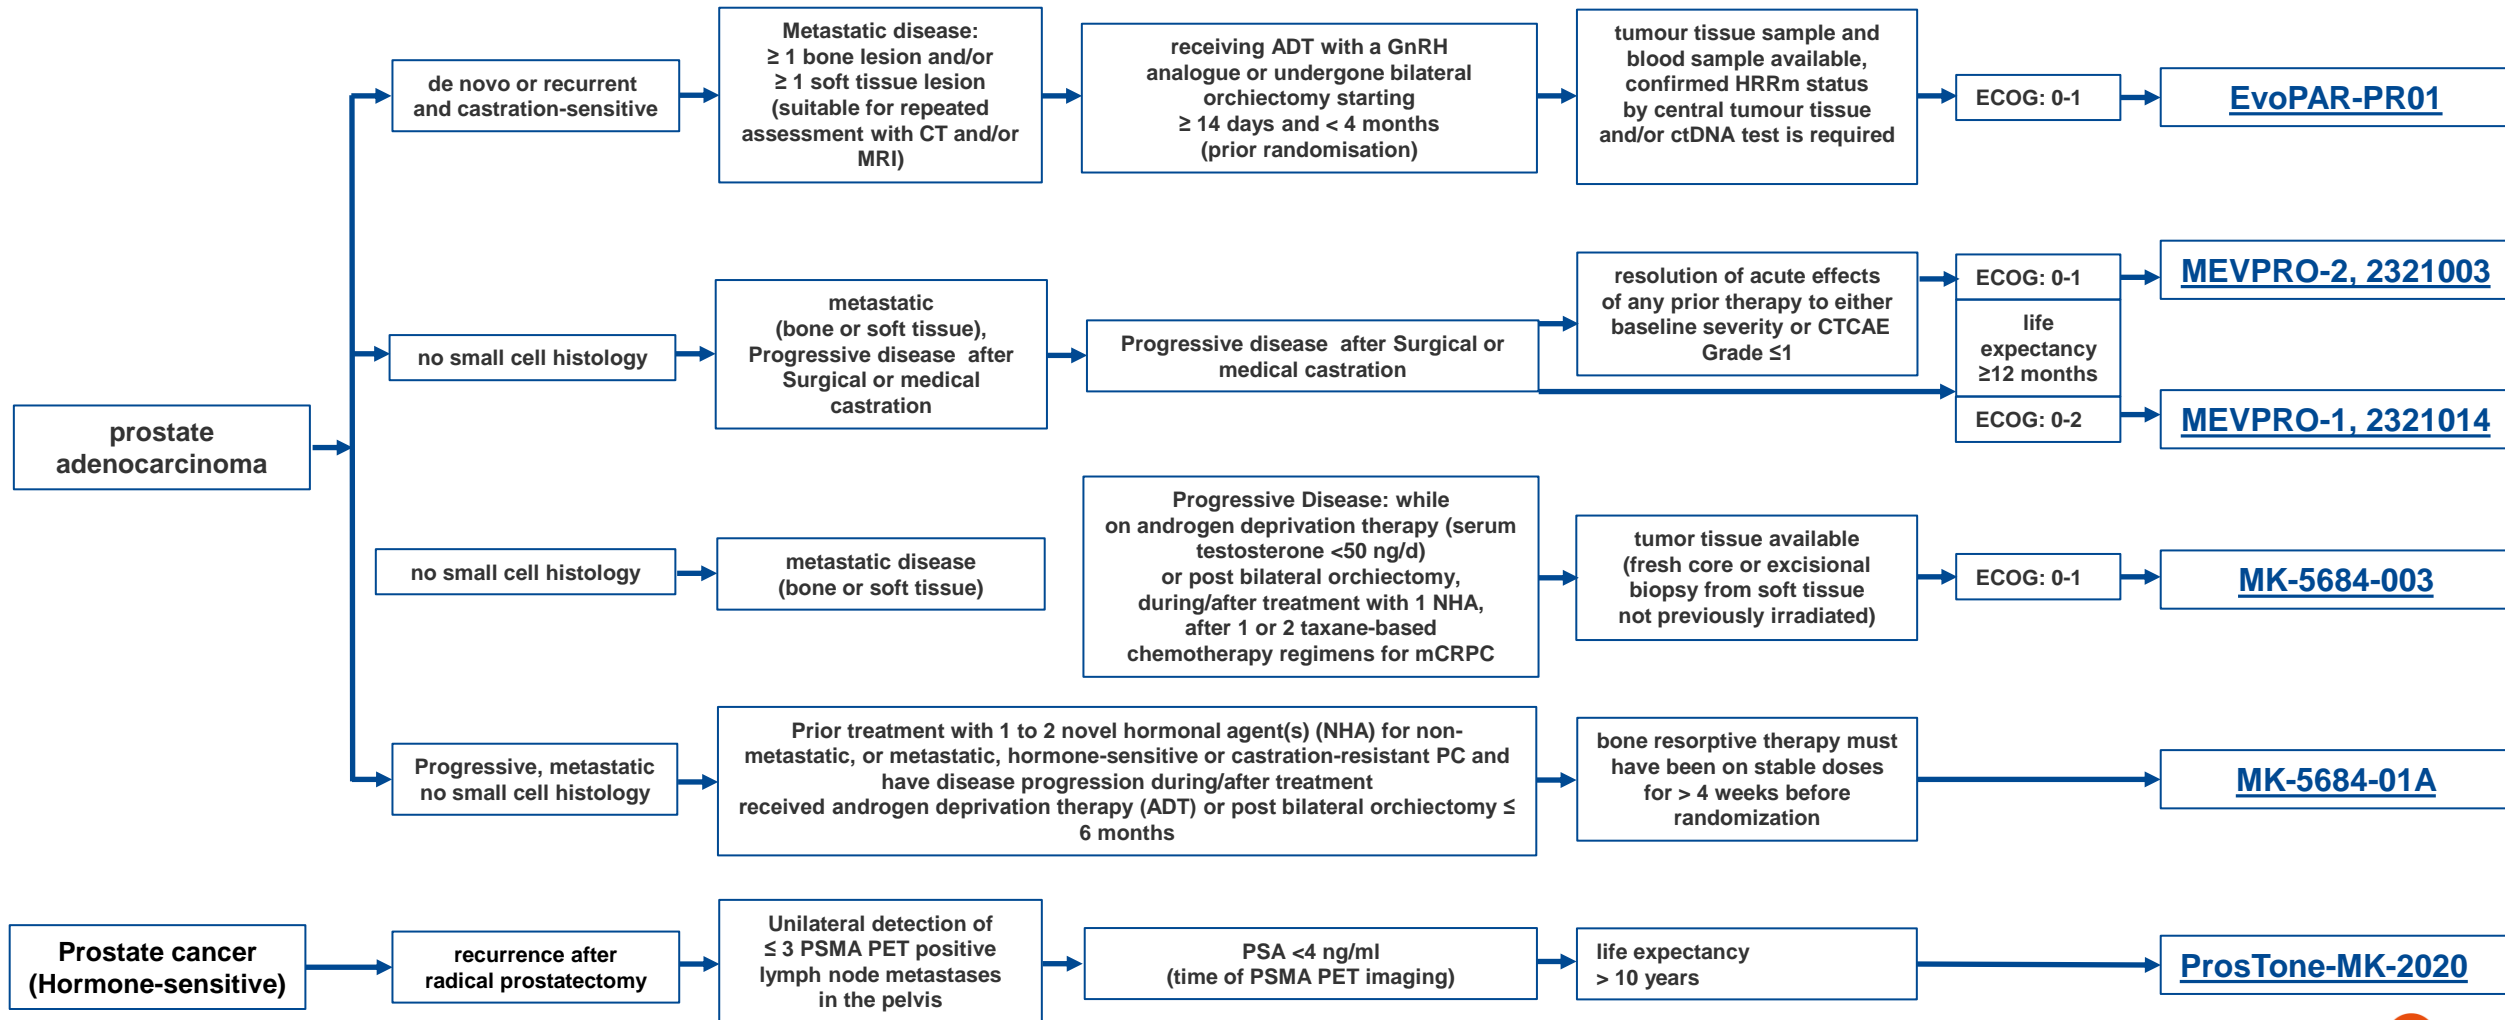 de novo or recurrent
and castration-sensitive
Metastatic disease:
≥ 1 bone lesion and/or
≥ 1 soft tissue lesion
(suitable for repeated
assessment with CT and/or
MRI)
receiving ADT with a GnRH
analogue or undergone bilateral
orchiectomy starting
≥ 14 days and < 4 months
(prior randomisation)
tumour tissue sample and
blood sample available,
confirmed HRRm status
by central tumour tissue
and/or ctDNA test is required
ECOG: 0-1
EvoPAR-PR01
prostate
adenocarcinoma
no small cell histology
metastatic
(bone or soft tissue),
Progressive disease  after
Surgical or medical
castration
Progressive disease  after Surgical or
medical castration
resolution of acute effects
of any prior therapy to either
baseline severity or CTCAE
Grade ≤1
ECOG: 0-1
life
expectancy
≥12 months
ECOG: 0-2
MEVPRO-2, 2321003
MEVPRO-1, 2321014
no small cell histology
metastatic disease
(bone or soft tissue)
Progressive Disease: while
on androgen deprivation therapy (serum
testosterone <50 ng/d)
or post bilateral orchiectomy,
during/after treatment with 1 NHA,
after 1 or 2 taxane-based
chemotherapy regimens for mCRPC
tumor tissue available
(fresh core or excisional
biopsy from soft tissue
not previously irradiated)
ECOG: 0-1
MK-5684-003
Progressive, metastatic
no small cell histology
Prior treatment with 1 to 2 novel hormonal agent(s) (NHA) for non-
metastatic, or metastatic, hormone-sensitive or castration-resistant PC and
have disease progression during/after treatment
received androgen deprivation therapy (ADT) or post bilateral orchiectomy ≤
6 months
bone resorptive therapy must
have been on stable doses
for > 4 weeks before
randomization
MK-5684-01A
Prostate cancer
(Hormone-sensitive)
recurrence after
radical prostatectomy
Unilateral detection of
≤ 3 PSMA PET positive
lymph node metastases
in the pelvis
PSA <4 ng/ml
(time of PSMA PET imaging)
life expectancy
> 10 years
ProsTone-MK-2020